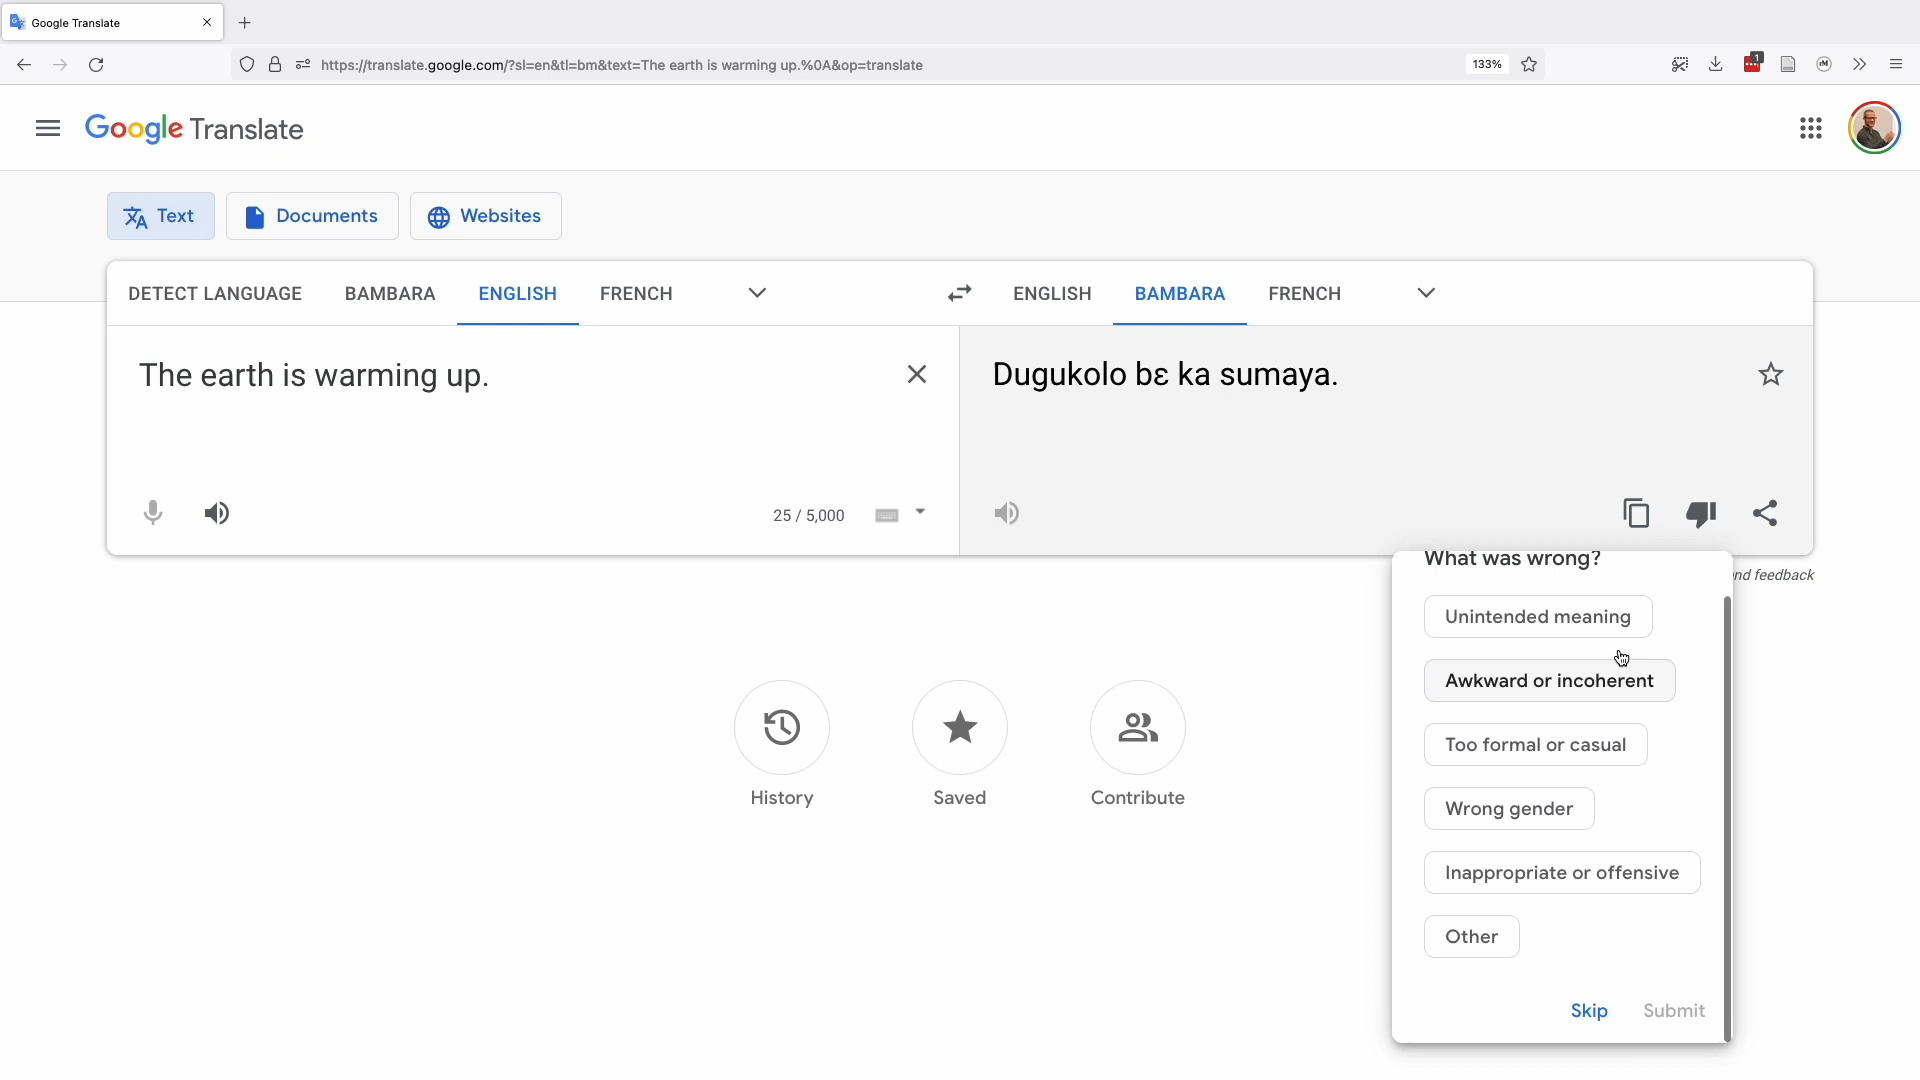 Google Translate
https://translate.google.com/?sl=en&tl=bm&text=The earth is warming up.%0A&op=translate
133%
1
Google Translate
Text
Documents
Websites
DETECT LANGUAGE BAMBARA ENGLISH FRENCH
ENGLISH BAMBARA FRENCH
The earth is warming up.
Dugukolo bɛ ka sumaya.
25 / 5,000
What was wrong?
nd feedback
Unintended meaning
Awkward or incoherent
Too formal or casual
Wrong gender
Inappropriate or offensive
Other
History
Saved
Contribute
Skip
Submit